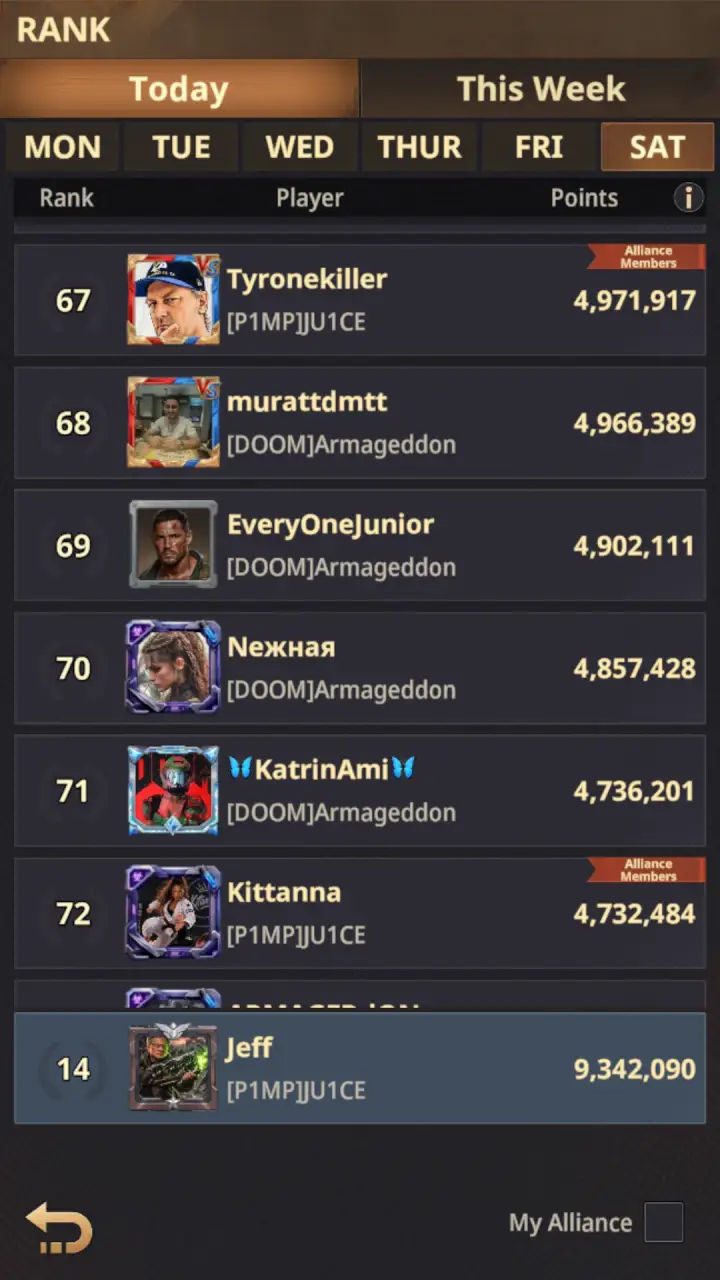 RANK
Today
This Week
MON TUE WED THUR FRI SAT
Rank Player Points i
Alliance Members
67 Tyronekiller 4,971,917
[P1MP]JU1CE
68 murattdmtt 4,966,389
[DOOM]Armageddon
69 EveryOneJunior 4,902,111
[DOOM]Armageddon
70 Neжная 4,857,428
[DOOM]Armageddon
71 🦋KatrinAmi🦋 4,736,201
[DOOM]Armageddon
Alliance Members
72 Kittanna 4,732,484
[P1MP]JU1CE
14 Jeff 9,342,090
[P1MP]JU1CE
My Alliance